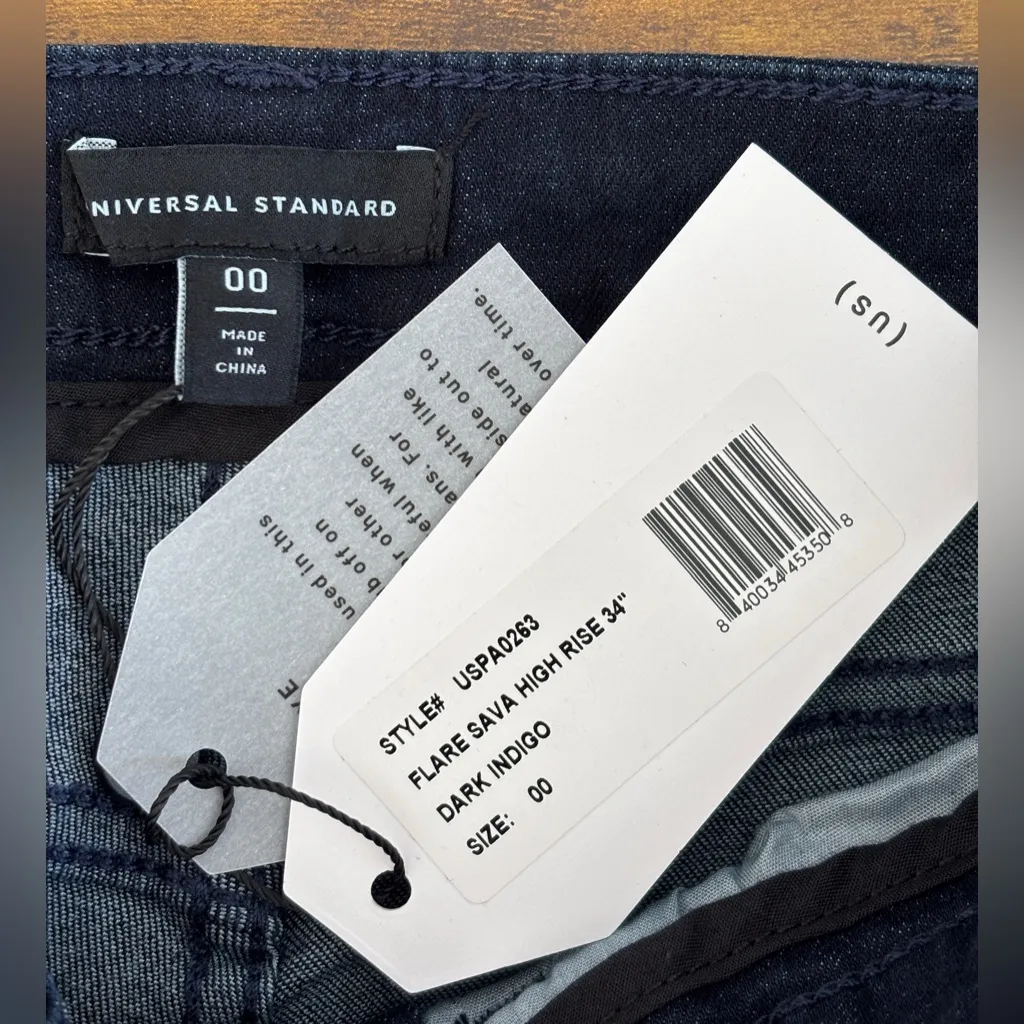 NIVERSAL STANDARD
00
MADE
IN
CHINA
(us)
8 40034 45350 8
STYLE# USPA0263
FLARE SAVA HIGH RISE 34"
DARK INDIGO
SIZE: 00
used in this
b off on
or other
eful when
ans. For
with like
side out to
atural
over time.